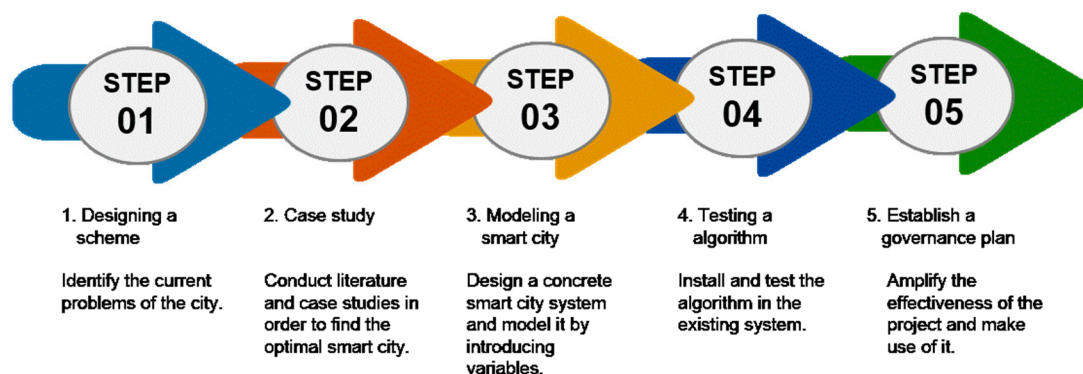 STEP
01
STEP
02
STEP
03
STEP
04
STEP
05
1. Designing a
scheme
Identify the current
problems of the city.
2. Case study
Conduct literature
and case studies in
order to find the
optimal smart city.
3. Modeling a
smart city
Design a concrete
smart city system
and model it by
introducing
variables.
4. Testing a
algorithm
Install and test the
algorithm in the
existing system.
5. Establish a
governance plan
Amplify the
effectiveness of the
project and make
use of it.